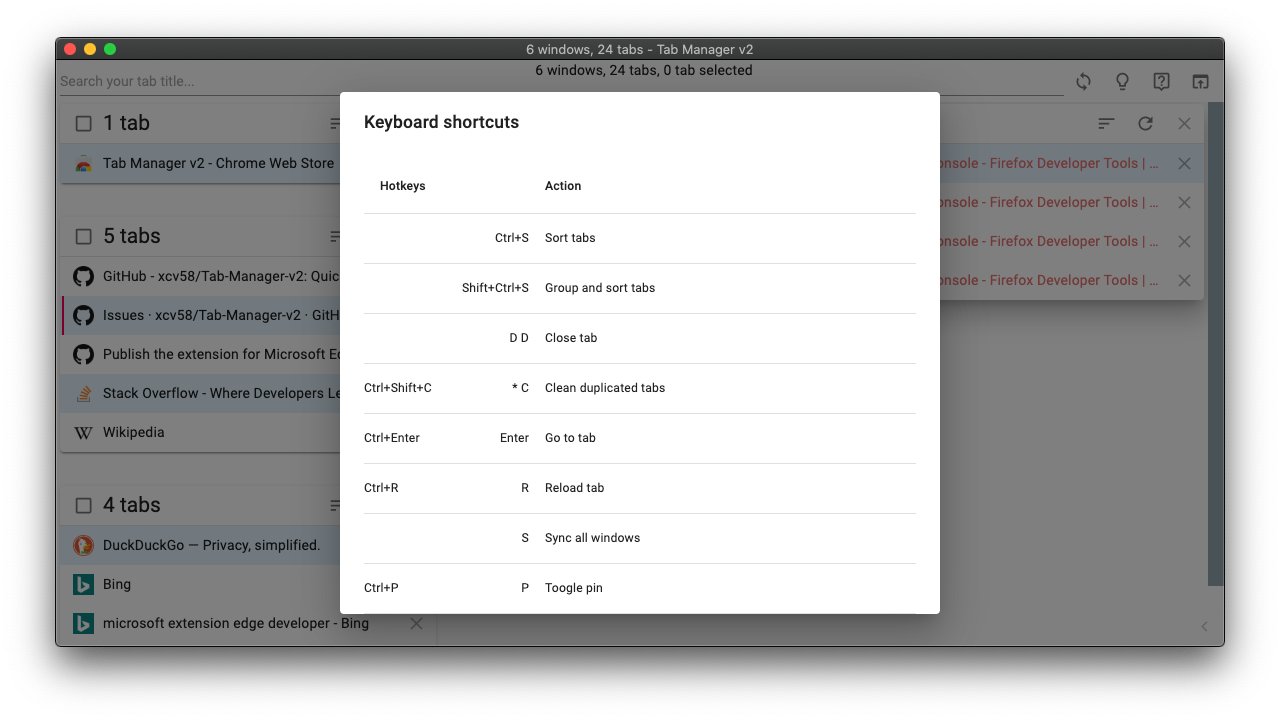 6 windows, 24 tabs - Tab Manager v2
6 windows, 24 tabs, 0 tab selected
Search your tab title...
1 tab
Tab Manager v2 - Chrome Web Store
5 tabs
GitHub - xcv58/Tab-Manager-v2: Quic
Issues · xcv58/Tab-Manager-v2 · GitH
Publish the extension for Microsoft Ed
Stack Overflow - Where Developers Le
Wikipedia
4 tabs
DuckDuckGo — Privacy, simplified.
Bing
microsoft extension edge developer - Bing
Keyboard shortcuts
Hotkeys Action
Ctrl+S Sort tabs
Shift+Ctrl+S Group and sort tabs
D D Close tab
Ctrl+Shift+C * C Clean duplicated tabs
Ctrl+Enter Enter Go to tab
Ctrl+R R Reload tab
S Sync all windows
Ctrl+P P Toogle pin
onsole - Firefox Developer Tools | ...
onsole - Firefox Developer Tools | ...
onsole - Firefox Developer Tools | ...
onsole - Firefox Developer Tools | ...